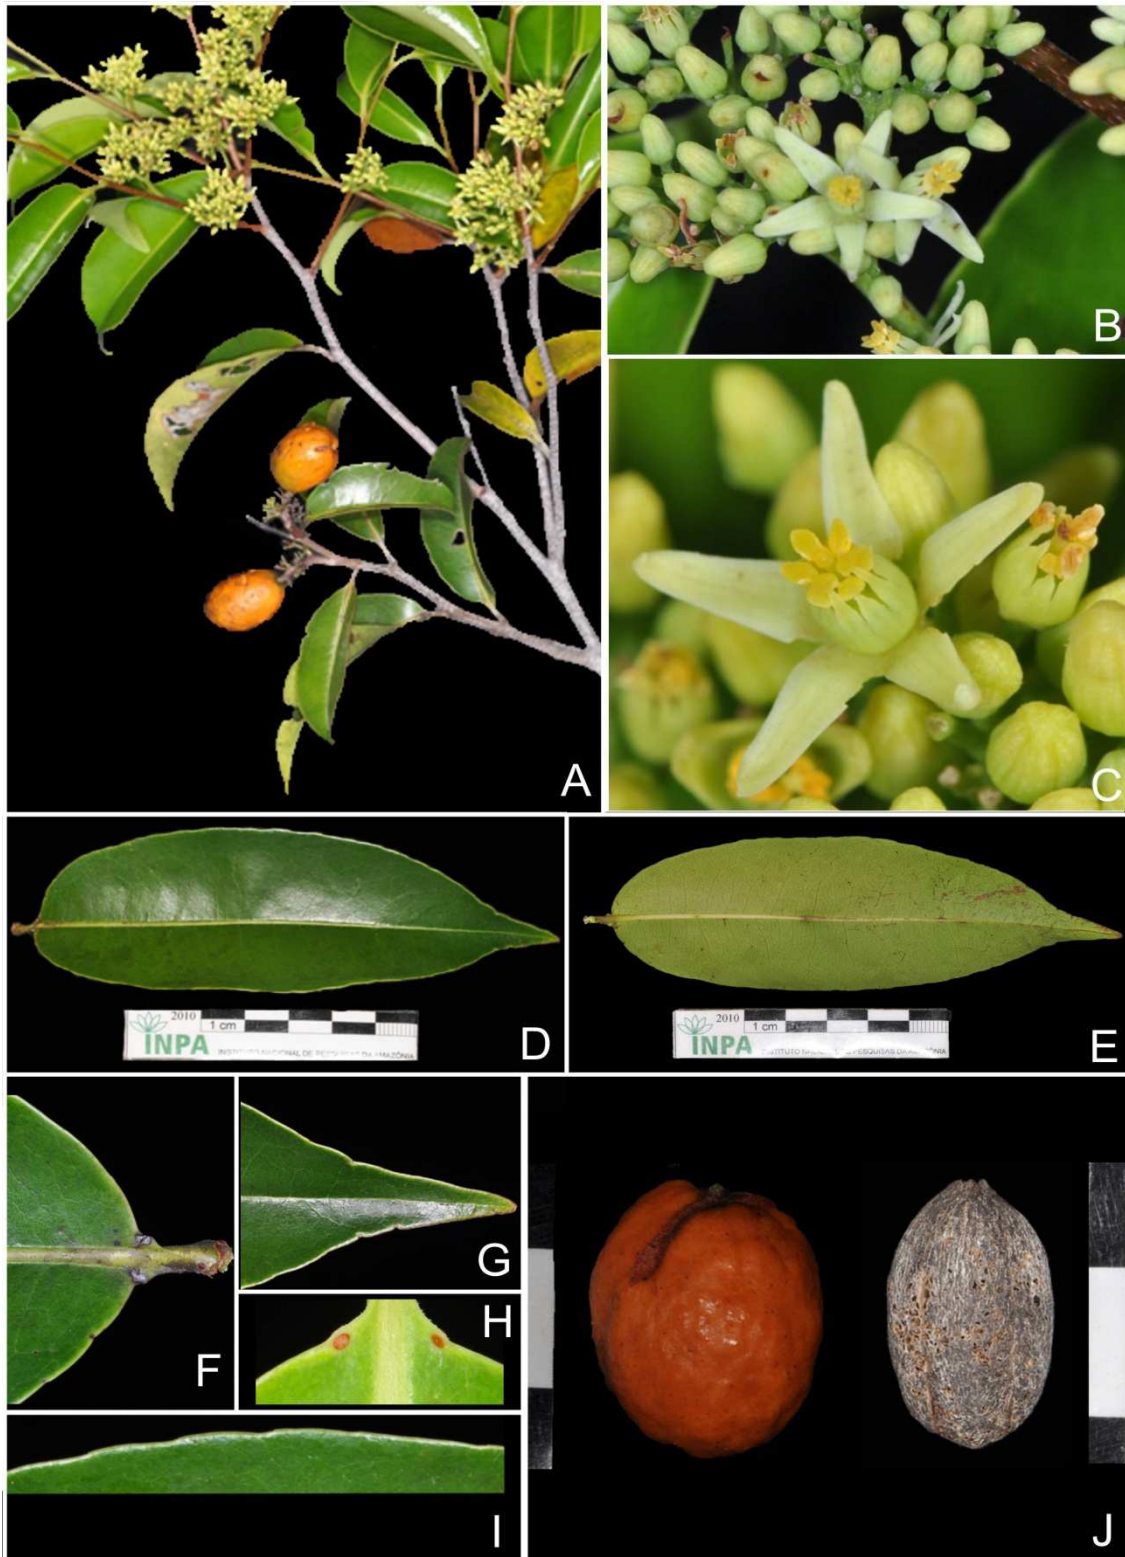 A
B
C
2010
1 cm
INPA
D
2010
1 cm
INPA
INSTITUTO NACIONAL DE PESQUISAS DA AMAZÔNIA
E
F
G
H
I
J